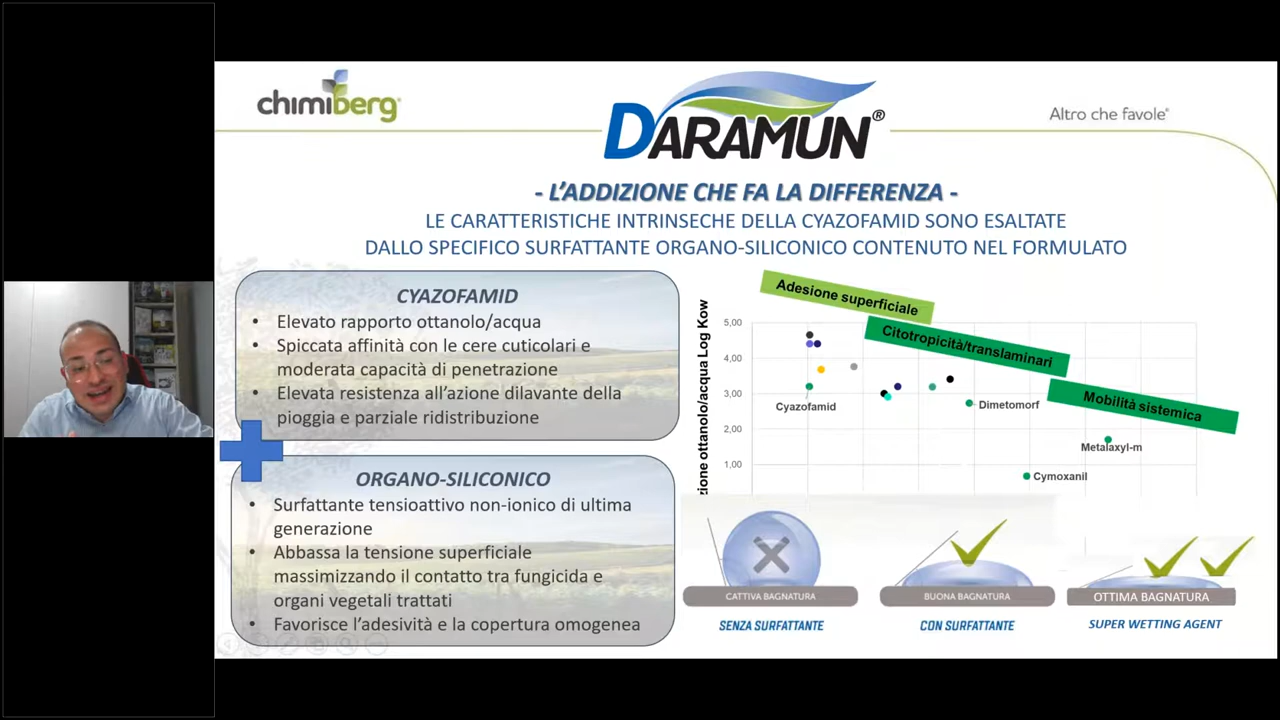 chimiberg®
DARAMUN®
Altro che favole®
- L'ADDIZIONE CHE FA LA DIFFERENZA -
LE CARATTERISTICHE INTRINSECHE DELLA CYAZOFAMID SONO ESALTATE
DALLO SPECIFICO SURFATTANTE ORGANO-SILICONICO CONTENUTO NEL FORMULATO
CYAZOFAMID
• Elevato rapporto ottanolo/acqua
• Spiccata affinità con le cere cuticolari e
moderata capacità di penetrazione
• Elevata resistenza all'azione dilavante della
pioggia e parziale ridistribuzione
ORGANO-SILICONICO
• Surfattante tensioattivo non-ionico di ultima
generazione
• Abbassa la tensione superficiale
massimizzando il contatto tra fungicida e
organi vegetali trattati
• Favorisce l'adesività e la copertura omogenea
ottanolo/acqua Log Kow
5,00
4,00
3,00
2,00
1,00
Adesione superficiale
Citotropicità/translaminari
Mobilità sistemica
Cyazofamid
Dimetomorf
Metalaxyl-m
Cymoxanil
CATTIVA BAGNATURA
BUONA BAGNATURA
OTTIMA BAGNATURA
SENZA SURFATTANTE
CON SURFATTANTE
SUPER WETTING AGENT